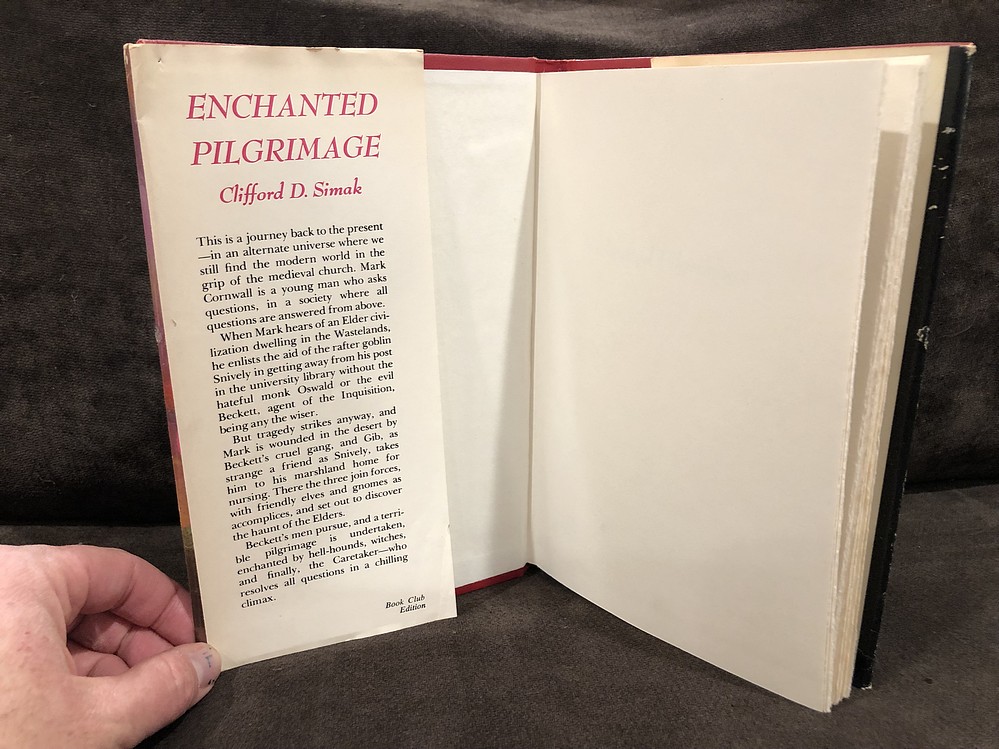 ENCHANTED
PILGRIMAGE
Clifford D. Simak
This is a journey back to the present
—in an alternate universe where we
still find the modern world in the
grip of the medieval church. Mark
Cornwall is a young man who asks
questions, in a society where all
questions are answered from above.
When Mark hears of an Elder civi-
lization dwelling in the Wastelands,
he enlists the aid of the rafter goblin
Snively in getting away from his post
in the university library without the
hateful monk Oswald or the evil
Beckett, agent of the Inquisition,
being any the wiser.
But tragedy strikes anyway, and
Mark is wounded in the desert by
Beckett's cruel gang, and Gib, as
strange a friend as Snively, takes
him to his marshland home for
nursing. There the three join forces,
with friendly elves and gnomes as
accomplices, and set out to discover
the haunt of the Elders.
Beckett's men pursue, and a terri-
ble pilgrimage is undertaken,
enchanted by hell-hounds, witches,
and finally, the Caretaker—who
resolves all questions in a chilling
climax.
Book Club
Edition